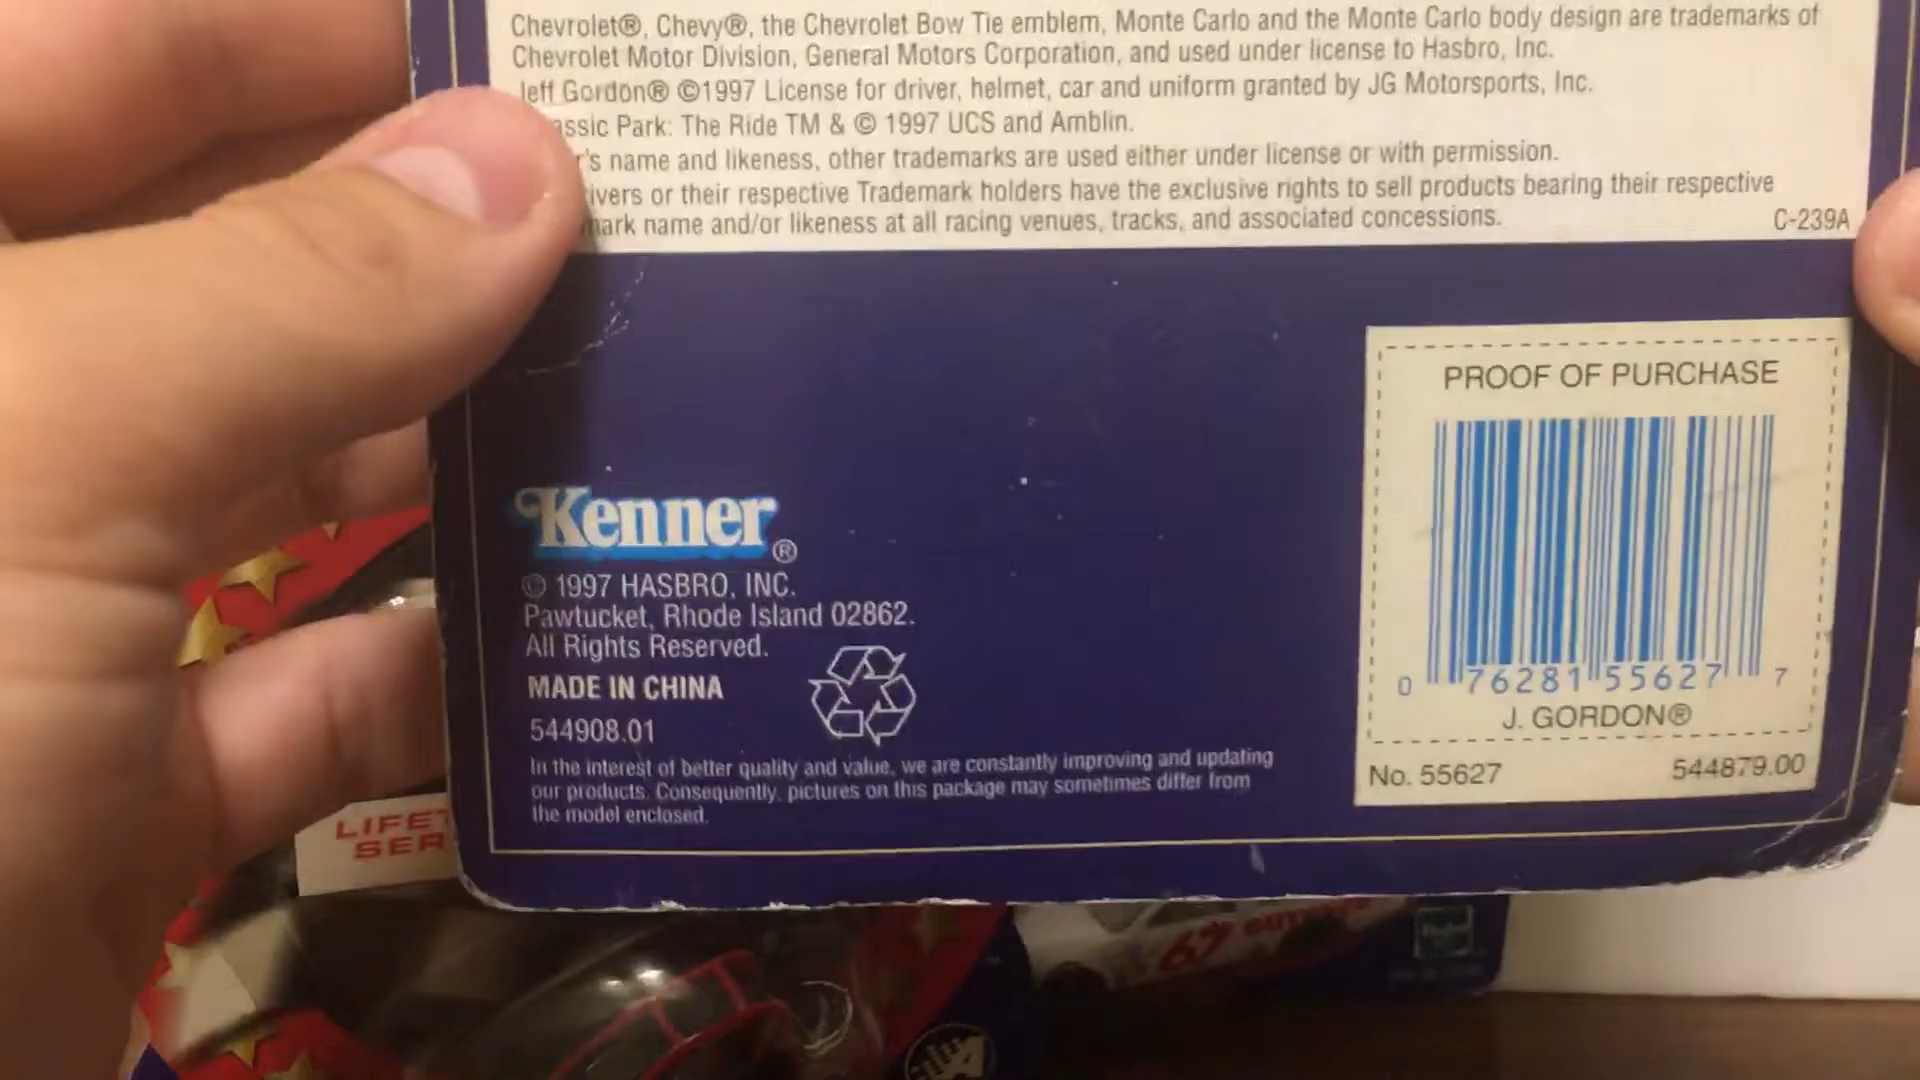 Chevrolet®, Chevy®, the Chevrolet Bow Tie emblem, Monte Carlo and the Monte Carlo body design are trademarks of
Chevrolet Motor Division, General Motors Corporation, and used under license to Hasbro, Inc.
Jeff Gordon® ©1997 License for driver, helmet, car and uniform granted by JG Motorsports, Inc.
assic Park: The Ride TM & © 1997 UCS and Amblin.
r's name and likeness, other trademarks are used either under license or with permission.
ivers or their respective Trademark holders have the exclusive rights to sell products bearing their respective
mark name and/or likeness at all racing venues, tracks, and associated concessions.
C-239A
PROOF OF PURCHASE
0 76281 55627 7
J. GORDON®
No. 55627 544879.00
Kenner®
© 1997 HASBRO, INC.
Pawtucket, Rhode Island 02862.
All Rights Reserved.
MADE IN CHINA
544908.01
In the interest of better quality and value, we are constantly improving and updating
our products. Consequently, pictures on this package may sometimes differ from
the model enclosed.
LIFET
SER